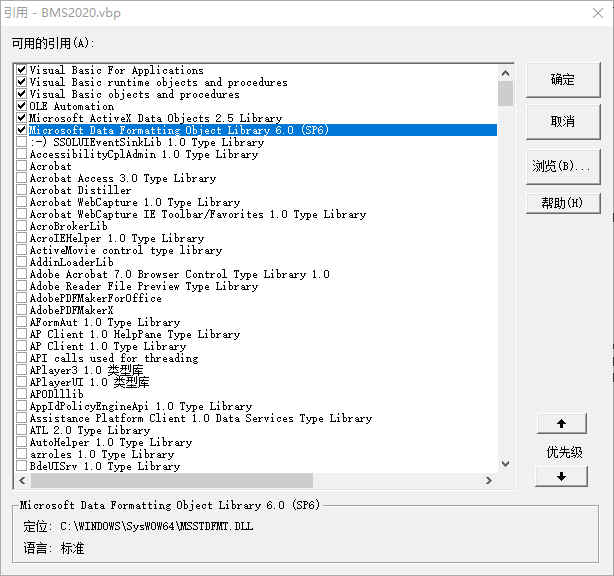 引用 - BMS2020.vbp
可用的引用(A):
Visual Basic For Applications
Visual Basic runtime objects and procedures
Visual Basic objects and procedures
OLE Automation
Microsoft ActiveX Data Objects 2.5 Library
Microsoft Data Formatting Object Library 6.0 (SP6)
:-) SSOLUIEventSinkLib 1.0 Type Library
AccessibilityCplAdmin 1.0 Type Library
Acrobat
Acrobat Access 3.0 Type Library
Acrobat Distiller
Acrobat WebCapture 1.0 Type Library
Acrobat WebCapture IE Toolbar/Favorites 1.0 Type Library
AcroBrokerLib
AcroIEHelper 1.0 Type Library
ActiveMovie control type library
AddinLoaderLib
Adobe Acrobat 7.0 Browser Control Type Library 1.0
Adobe Reader File Preview Type Library
AdobePDFMakerForOffice
AdobePDFMakerX
AFormAut 1.0 Type Library
AP Client 1.0 HelpPane Type Library
AP Client 1.0 Type Library
API calls used for threading
APlayer3 1.0 类型库
APlayerUI 1.0 类型库
APODlllib
AppIdPolicyEngineApi 1.0 Type Library
Assistance Platform Client 1.0 Data Services Type Library
ATL 2.0 Type Library
AutoHelper 1.0 Type Library
azroles 1.0 Type Library
BdeUISrv 1.0 Type Library
确定
取消
浏览(B)...
帮助(H)
优先级
Microsoft Data Formatting Object Library 6.0 (SP6)
定位: C:\WINDOWS\SysWOW64\MSSTDFMT.DLL
语言: 标准